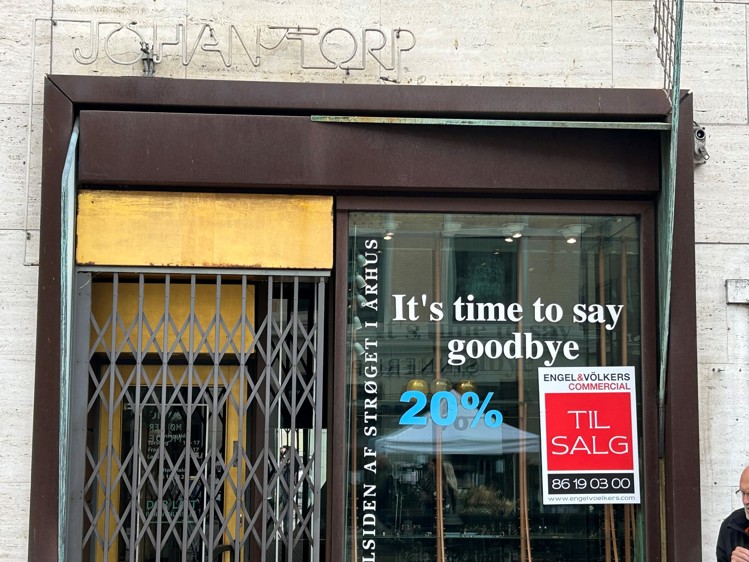 JOHAN TORP
LSIDEN AF STRØGET I ÅRHUS
It's time to say
goodbye
20%
ENGEL&VÖLKERS
COMMERCIAL
TIL
SALG
86 19 03 00
www.engelvoelkers.com